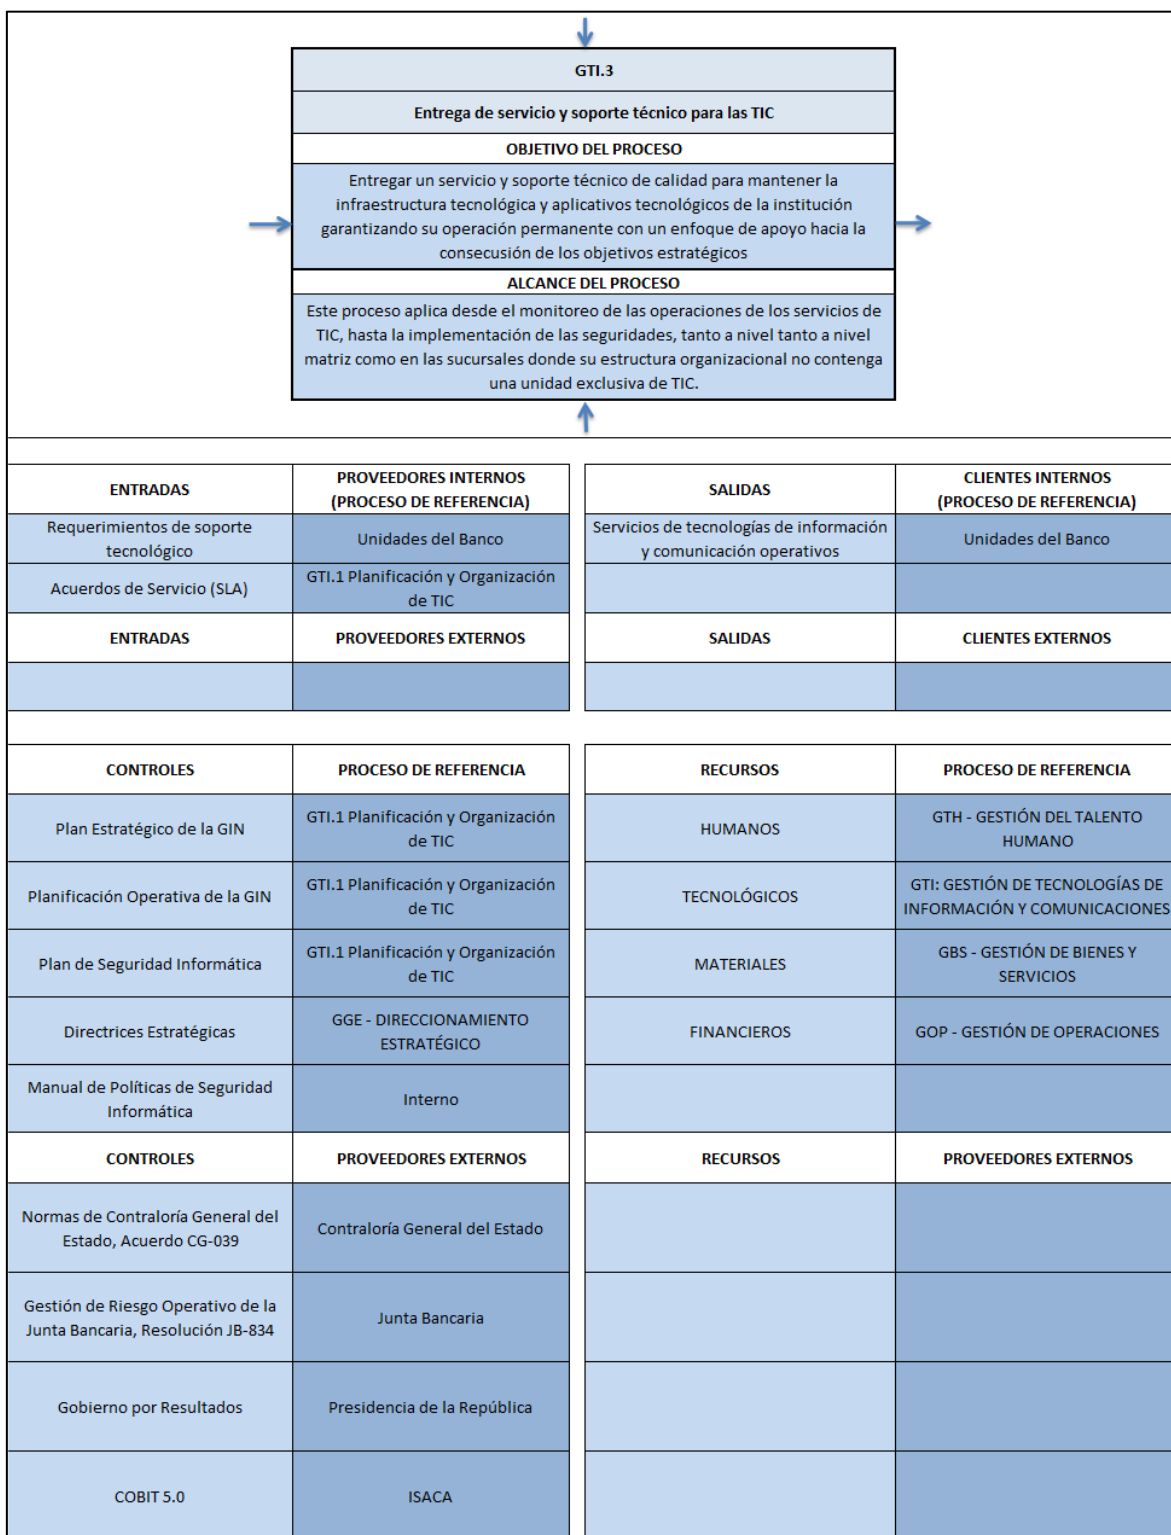 GTI.3
Entrega de servicio y soporte técnico para las TIC
OBJETIVO DEL PROCESO
Entregar un servicio y soporte técnico de calidad para mantener la
infraestructura tecnológica y aplicativos tecnológicos de la institución
garantizando su operación permanente con un enfoque de apoyo hacia la
consecusión de los objetivos estratégicos
ALCANCE DEL PROCESO
Este proceso aplica desde el monitoreo de las operaciones de los servicios de
TIC, hasta la implementación de las seguridades, tanto a nivel tanto a nivel
matriz como en las sucursales donde su estructura organizacional no contenga
una unidad exclusiva de TIC.
ENTRADAS
PROVEEDORES INTERNOS
(PROCESO DE REFERENCIA)
SALIDAS
CLIENTES INTERNOS
(PROCESO DE REFERENCIA)
Requerimientos de soporte
tecnológico
Unidades del Banco
Servicios de tecnologías de información
y comunicación operativos
Unidades del Banco
Acuerdos de Servicio (SLA)
GTI.1 Planificación y Organización
de TIC
ENTRADAS
PROVEEDORES EXTERNOS
SALIDAS
CLIENTES EXTERNOS
CONTROLES
PROCESO DE REFERENCIA
RECURSOS
PROCESO DE REFERENCIA
Plan Estratégico de la GIN
GTI.1 Planificación y Organización
de TIC
HUMANOS
GTH - GESTIÓN DEL TALENTO
HUMANO
Planificación Operativa de la GIN
GTI.1 Planificación y Organización
de TIC
TECNOLÓGICOS
GTI: GESTIÓN DE TECNOLOGÍAS DE
INFORMACIÓN Y COMUNICACIONES
Plan de Seguridad Informática
GTI.1 Planificación y Organización
de TIC
MATERIALES
GBS - GESTIÓN DE BIENES Y
SERVICIOS
Directrices Estratégicas
GGE - DIRECCIONAMIENTO
ESTRATÉGICO
FINANCIEROS
GOP - GESTIÓN DE OPERACIONES
Manual de Políticas de Seguridad
Informática
Interno
CONTROLES
PROVEEDORES EXTERNOS
RECURSOS
PROVEEDORES EXTERNOS
Normas de Contraloría General del
Estado, Acuerdo CG-039
Contraloría General del Estado
Gestión de Riesgo Operativo de la
Junta Bancaria, Resolución JB-834
Junta Bancaria
Gobierno por Resultados
Presidencia de la República
COBIT 5.0
ISACA